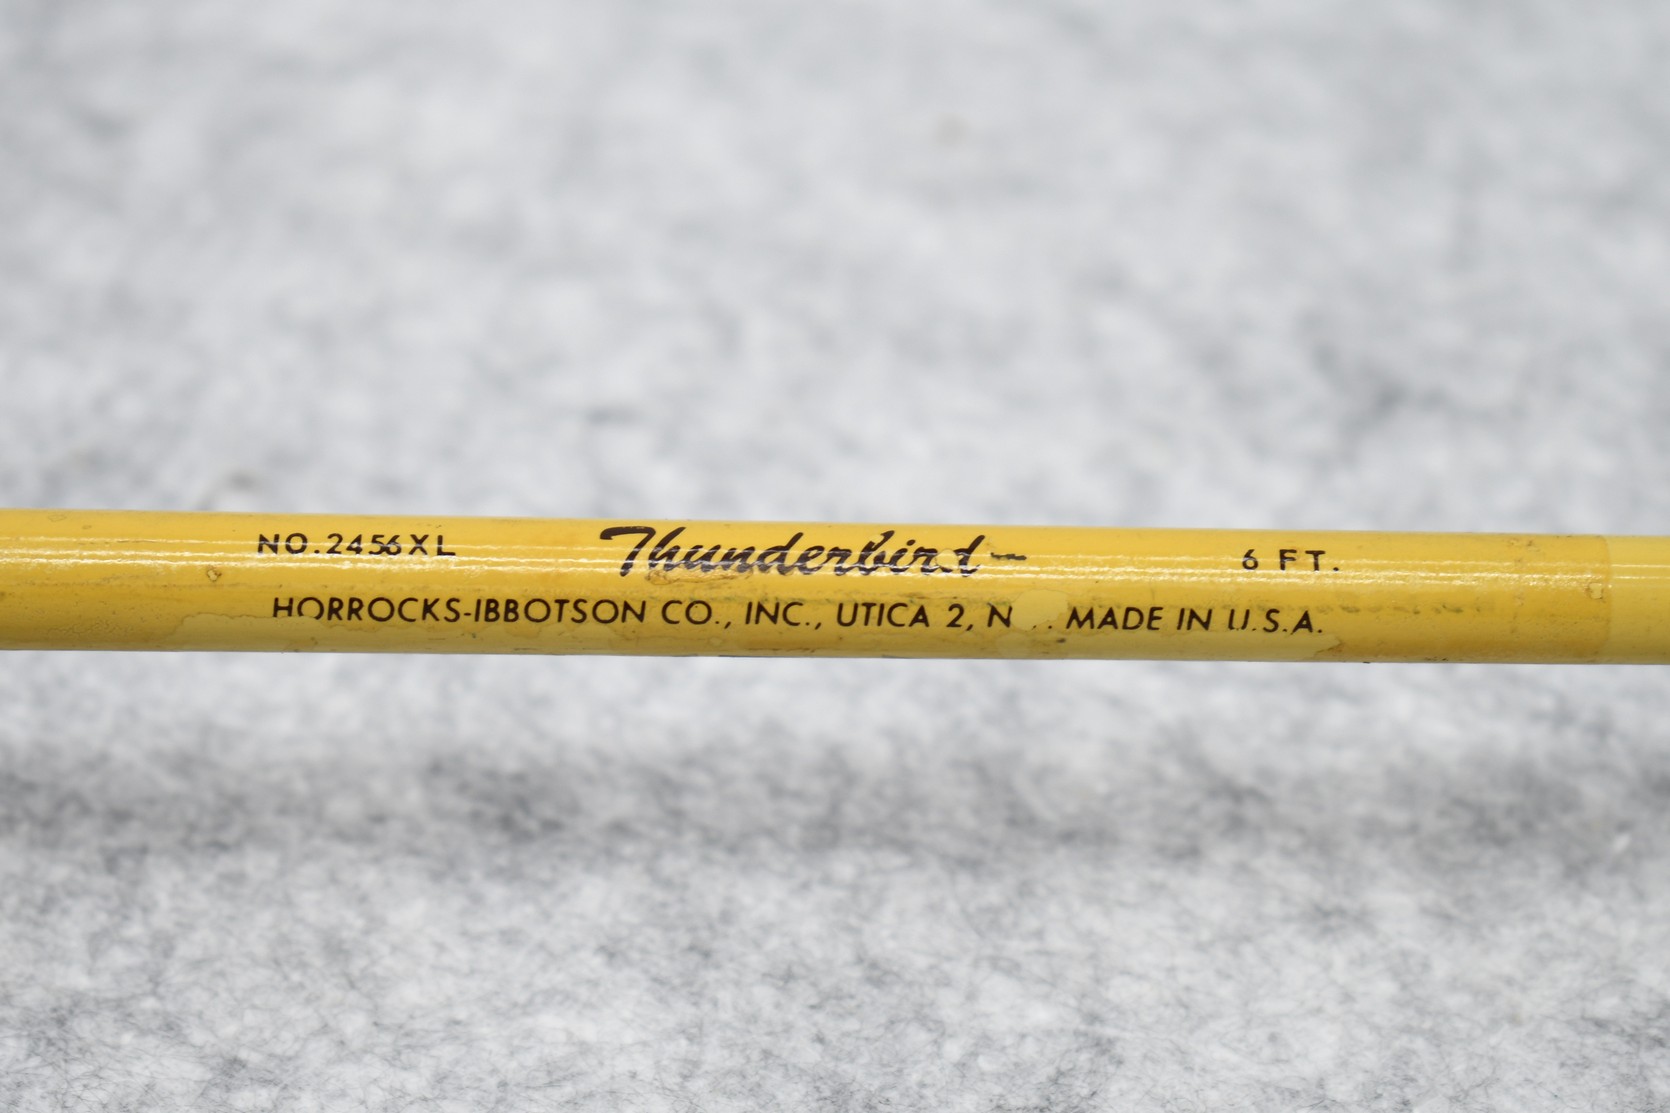 NO.2456XL Thunderbird 6 FT.
HORROCKS-IBBOTSON CO., INC., UTICA 2, N . . MADE IN U.S.A.